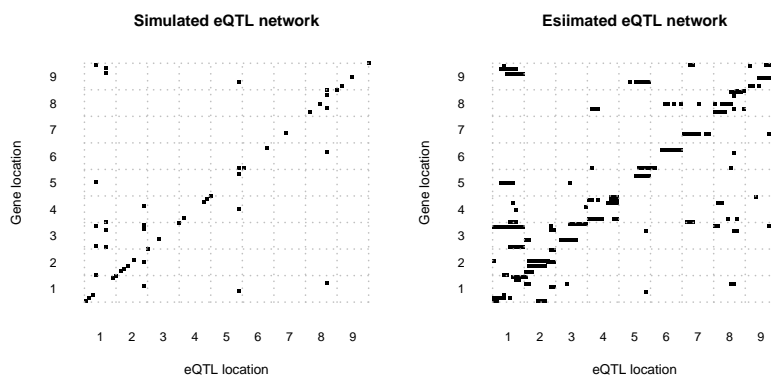 Simulated eQTL network
Gene location
9
8
7
6
5
4
3
2
1
1 2 3 4 5 6 7 8 9
eQTL location
Esiimated eQTL network
Gene location
9
8
7
6
5
4
3
2
1
1 2 3 4 5 6 7 8 9
eQTL location